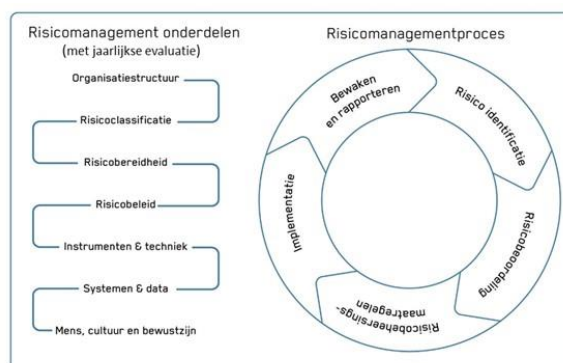 Risicomanagement onderdelen
(met jaarlijkse evaluatie)
Organisatiestructuur
Risicoclassificatie
Risicobereidheid
Risicobeleid
Instrumenten & techniek
Systemen & data
Mens, cultuur en bewustzijn
Risicomanagementproces
Bewaken
en rapporteren
Risico identificatie
Risicobeoordeling
Risicobeheersings-
maatregelen
Implementatie